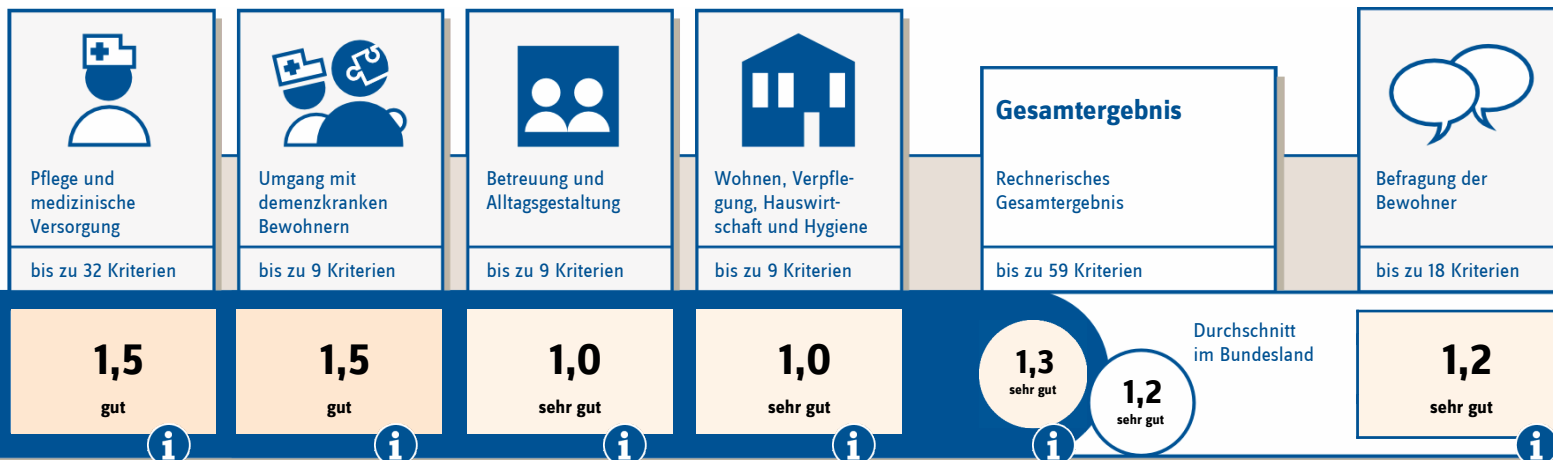 Pflege und
medizinische
Versorgung
bis zu 32 Kriterien
1,5
gut
i
Umgang mit
demenzkranken
Bewohnern
bis zu 9 Kriterien
1,5
gut
i
Betreuung und
Alltagsgestaltung
bis zu 9 Kriterien
1,0
sehr gut
i
Wohnen, Verpfle-
gung, Hauswirt-
schaft und Hygiene
bis zu 9 Kriterien
1,0
sehr gut
i
Gesamtergebnis
Rechnerisches
Gesamtergebnis
bis zu 59 Kriterien
1,3
sehr gut
i
1,2
sehr gut
Durchschnitt
im Bundesland
Befragung der
Bewohner
bis zu 18 Kriterien
1,2
sehr gut
i